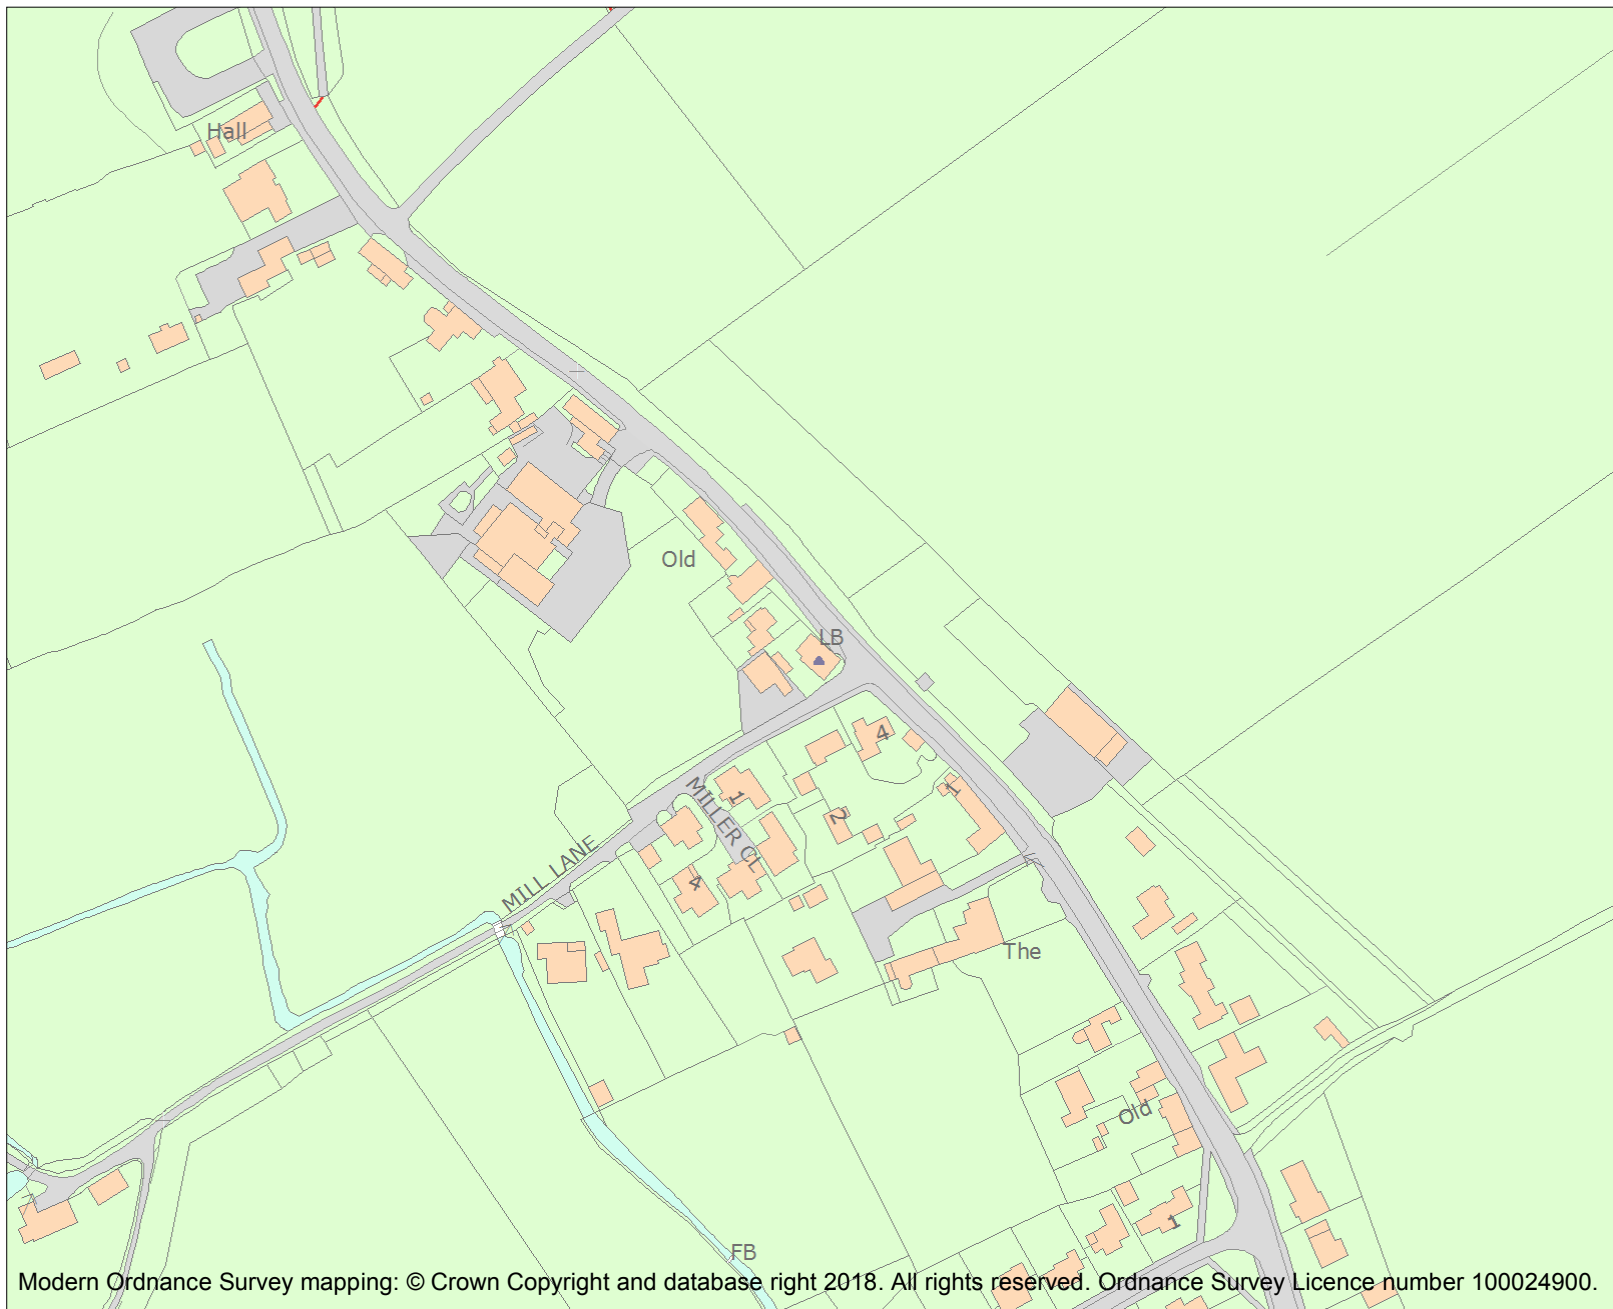 Hall
Old
LB
4
1
1
MILLER CL
2
MILL LANE
4
The
Old
1
FB
Modern Ordnance Survey mapping: © Crown Copyright and database right 2018. All rights reserved. Ordnance Survey Licence number 100024900.